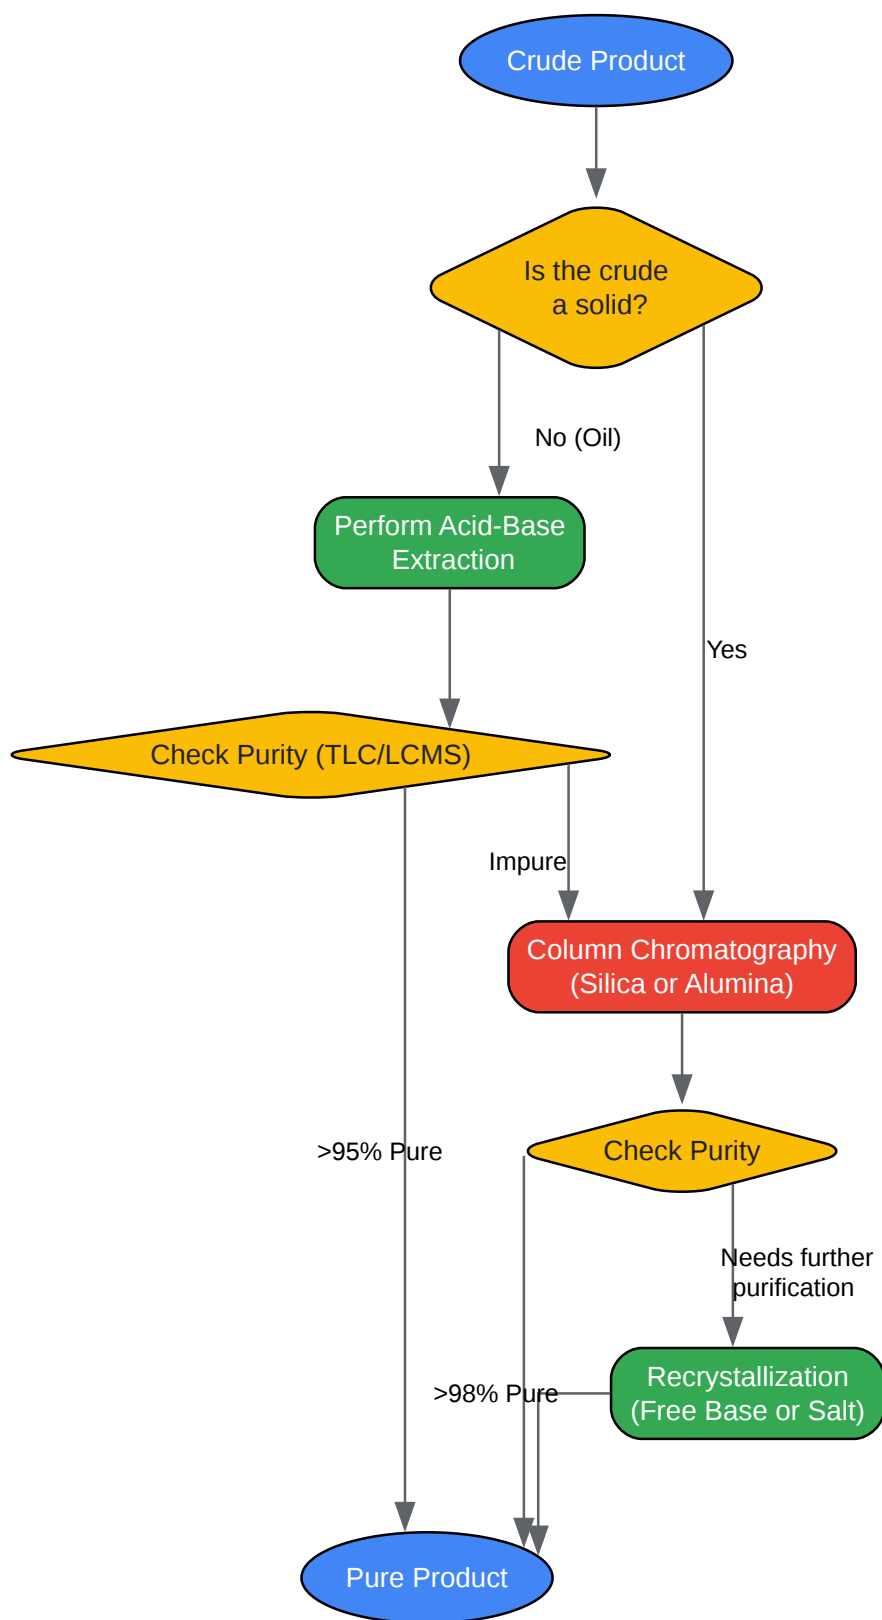 Crude Product
Is the crude
a solid?
No (Oil)
Perform Acid-Base
Extraction
Yes
Check Purity (TLC/LCMS)
Impure
Column Chromatography
(Silica or Alumina)
>95% Pure
Check Purity
Needs further
purification
>98% Pure
Recrystallization
(Free Base or Salt)
Pure Product